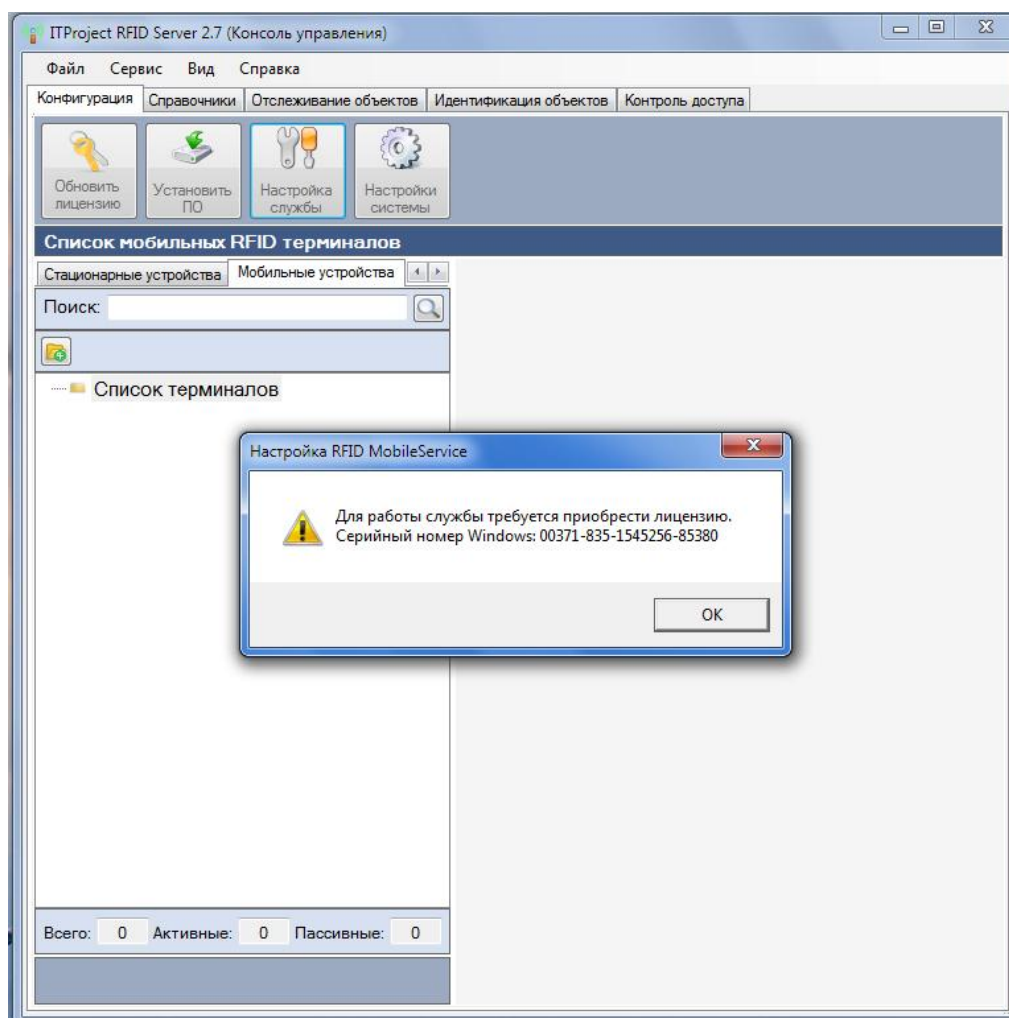 ITProject RFID Server 2.7 (Консоль управления)
Файл Сервис Вид Справка
Конфигурация Справочники Отслеживание объектов Идентификация объектов Контроль доступа
Обновить лицензию
Установить ПО
Настройка службы
Настройки системы
Список мобильных RFID терминалов
Стационарные устройства Мобильные устройства
Поиск:
Список терминалов
Настройка RFID MobileService
Для работы службы требуется приобрести лицензию.
Серийный номер Windows: 00371-835-1545256-85380
OK
Всего: 0 Активные: 0 Пассивные: 0